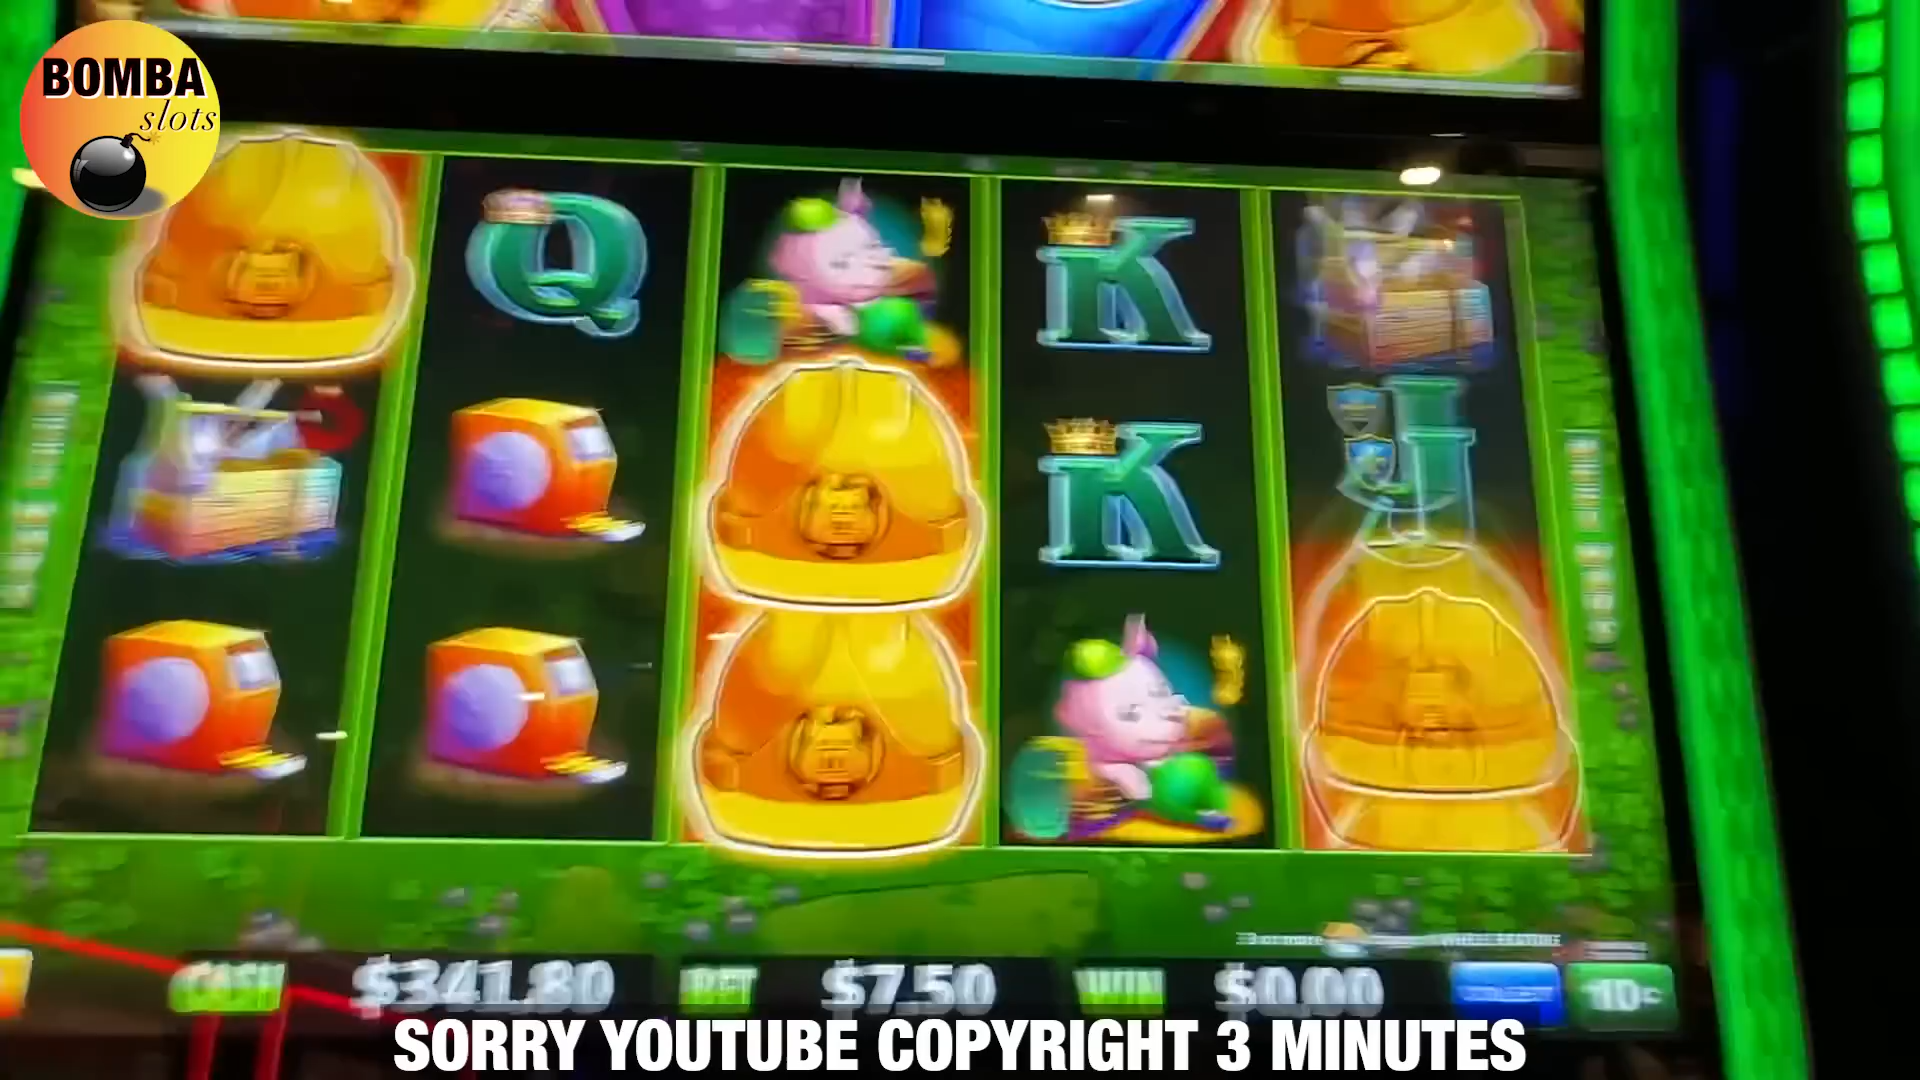 BOMBA
slots
Q
K
K
J
CASH $341.80 BET $7.50 WIN $0.00 10¢
SORRY YOUTUBE COPYRIGHT 3 MINUTES